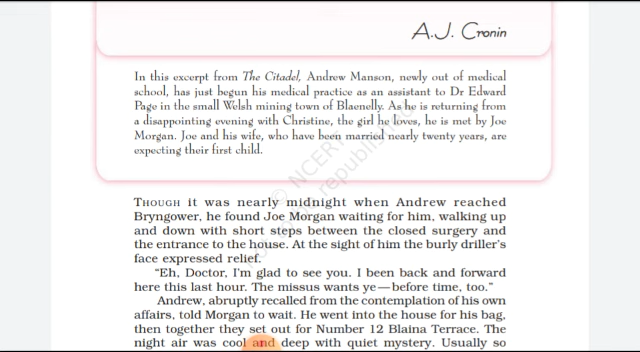 A.J. Cronin
In this excerpt from The Citadel, Andrew Manson, newly out of medical
school, has just begun his medical practice as an assistant to Dr Edward
Page in the small Welsh mining town of Blaenelly. As he is returning from
a disappointing evening with Christine, the girl he loves, he is met by Joe
Morgan. Joe and his wife, who have been married nearly twenty years, are
expecting their first child.
THOUGH it was nearly midnight when Andrew reached
Bryngower, he found Joe Morgan waiting for him, walking up
and down with short steps between the closed surgery and
the entrance to the house. At the sight of him the burly driller's
face expressed relief.
"Eh, Doctor, I'm glad to see you. I been back and forward
here this last hour. The missus wants ye — before time, too."
Andrew, abruptly recalled from the contemplation of his own
affairs, told Morgan to wait. He went into the house for his bag,
then together they set out for Number 12 Blaina Terrace. The
night air was cool and deep with quiet mystery. Usually so
© NCERT
republished